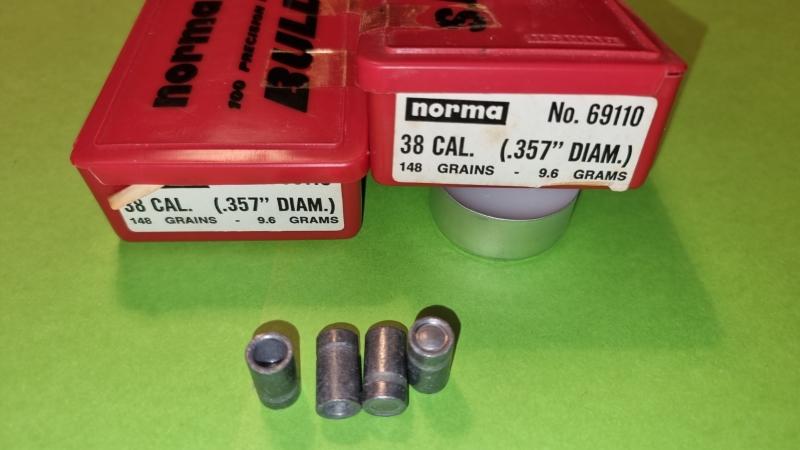 norma
100 PRECISION
BULL
norma No. 69110
38 CAL. (.357” DIAM.)
148 GRAINS - 9.6 GRAMS
38 CAL. (.357” DIAM.)
148 GRAINS - 9.6 GRAMS